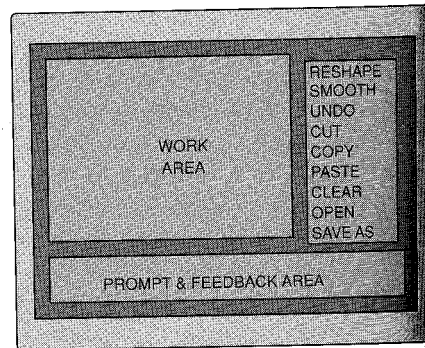 WORK
AREA
RESHAPE
SMOOTH
UNDO
CUT
COPY
PASTE
CLEAR
OPEN
SAVE AS
PROMPT & FEEDBACK AREA